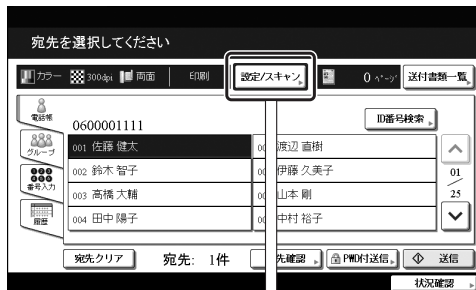 宛先を選択してください
カラー 300dpi 両面 印刷 設定/スキャン 0 ページ 送付書類一覧
電話帳
0600001111 ID番号検索
グループ
001 佐藤 健太 渡辺 直樹
002 鈴木 智子 伊藤 久美子 01
番号入力
003 高橋 大輔 山本 剛 25
履歴
004 田中 陽子 中村 裕子
宛先クリア 宛先: 1件 先確認 PWD付送信 送信
状況確認